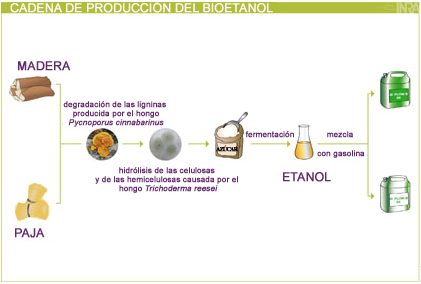 CADENA DE PRODUCCIÓN DEL BIOETANOL
INRA
MADERA
degradación de las ligninas
producida por el hongo
Pycnoporus cinnabarinus
fermentación
mezcla
con gasolina
AZÚCAR
hidrólisis de las celulosas
y de las hemicelulosas causada por el
hongo Trichoderma reesei
ETANOL
PAJA